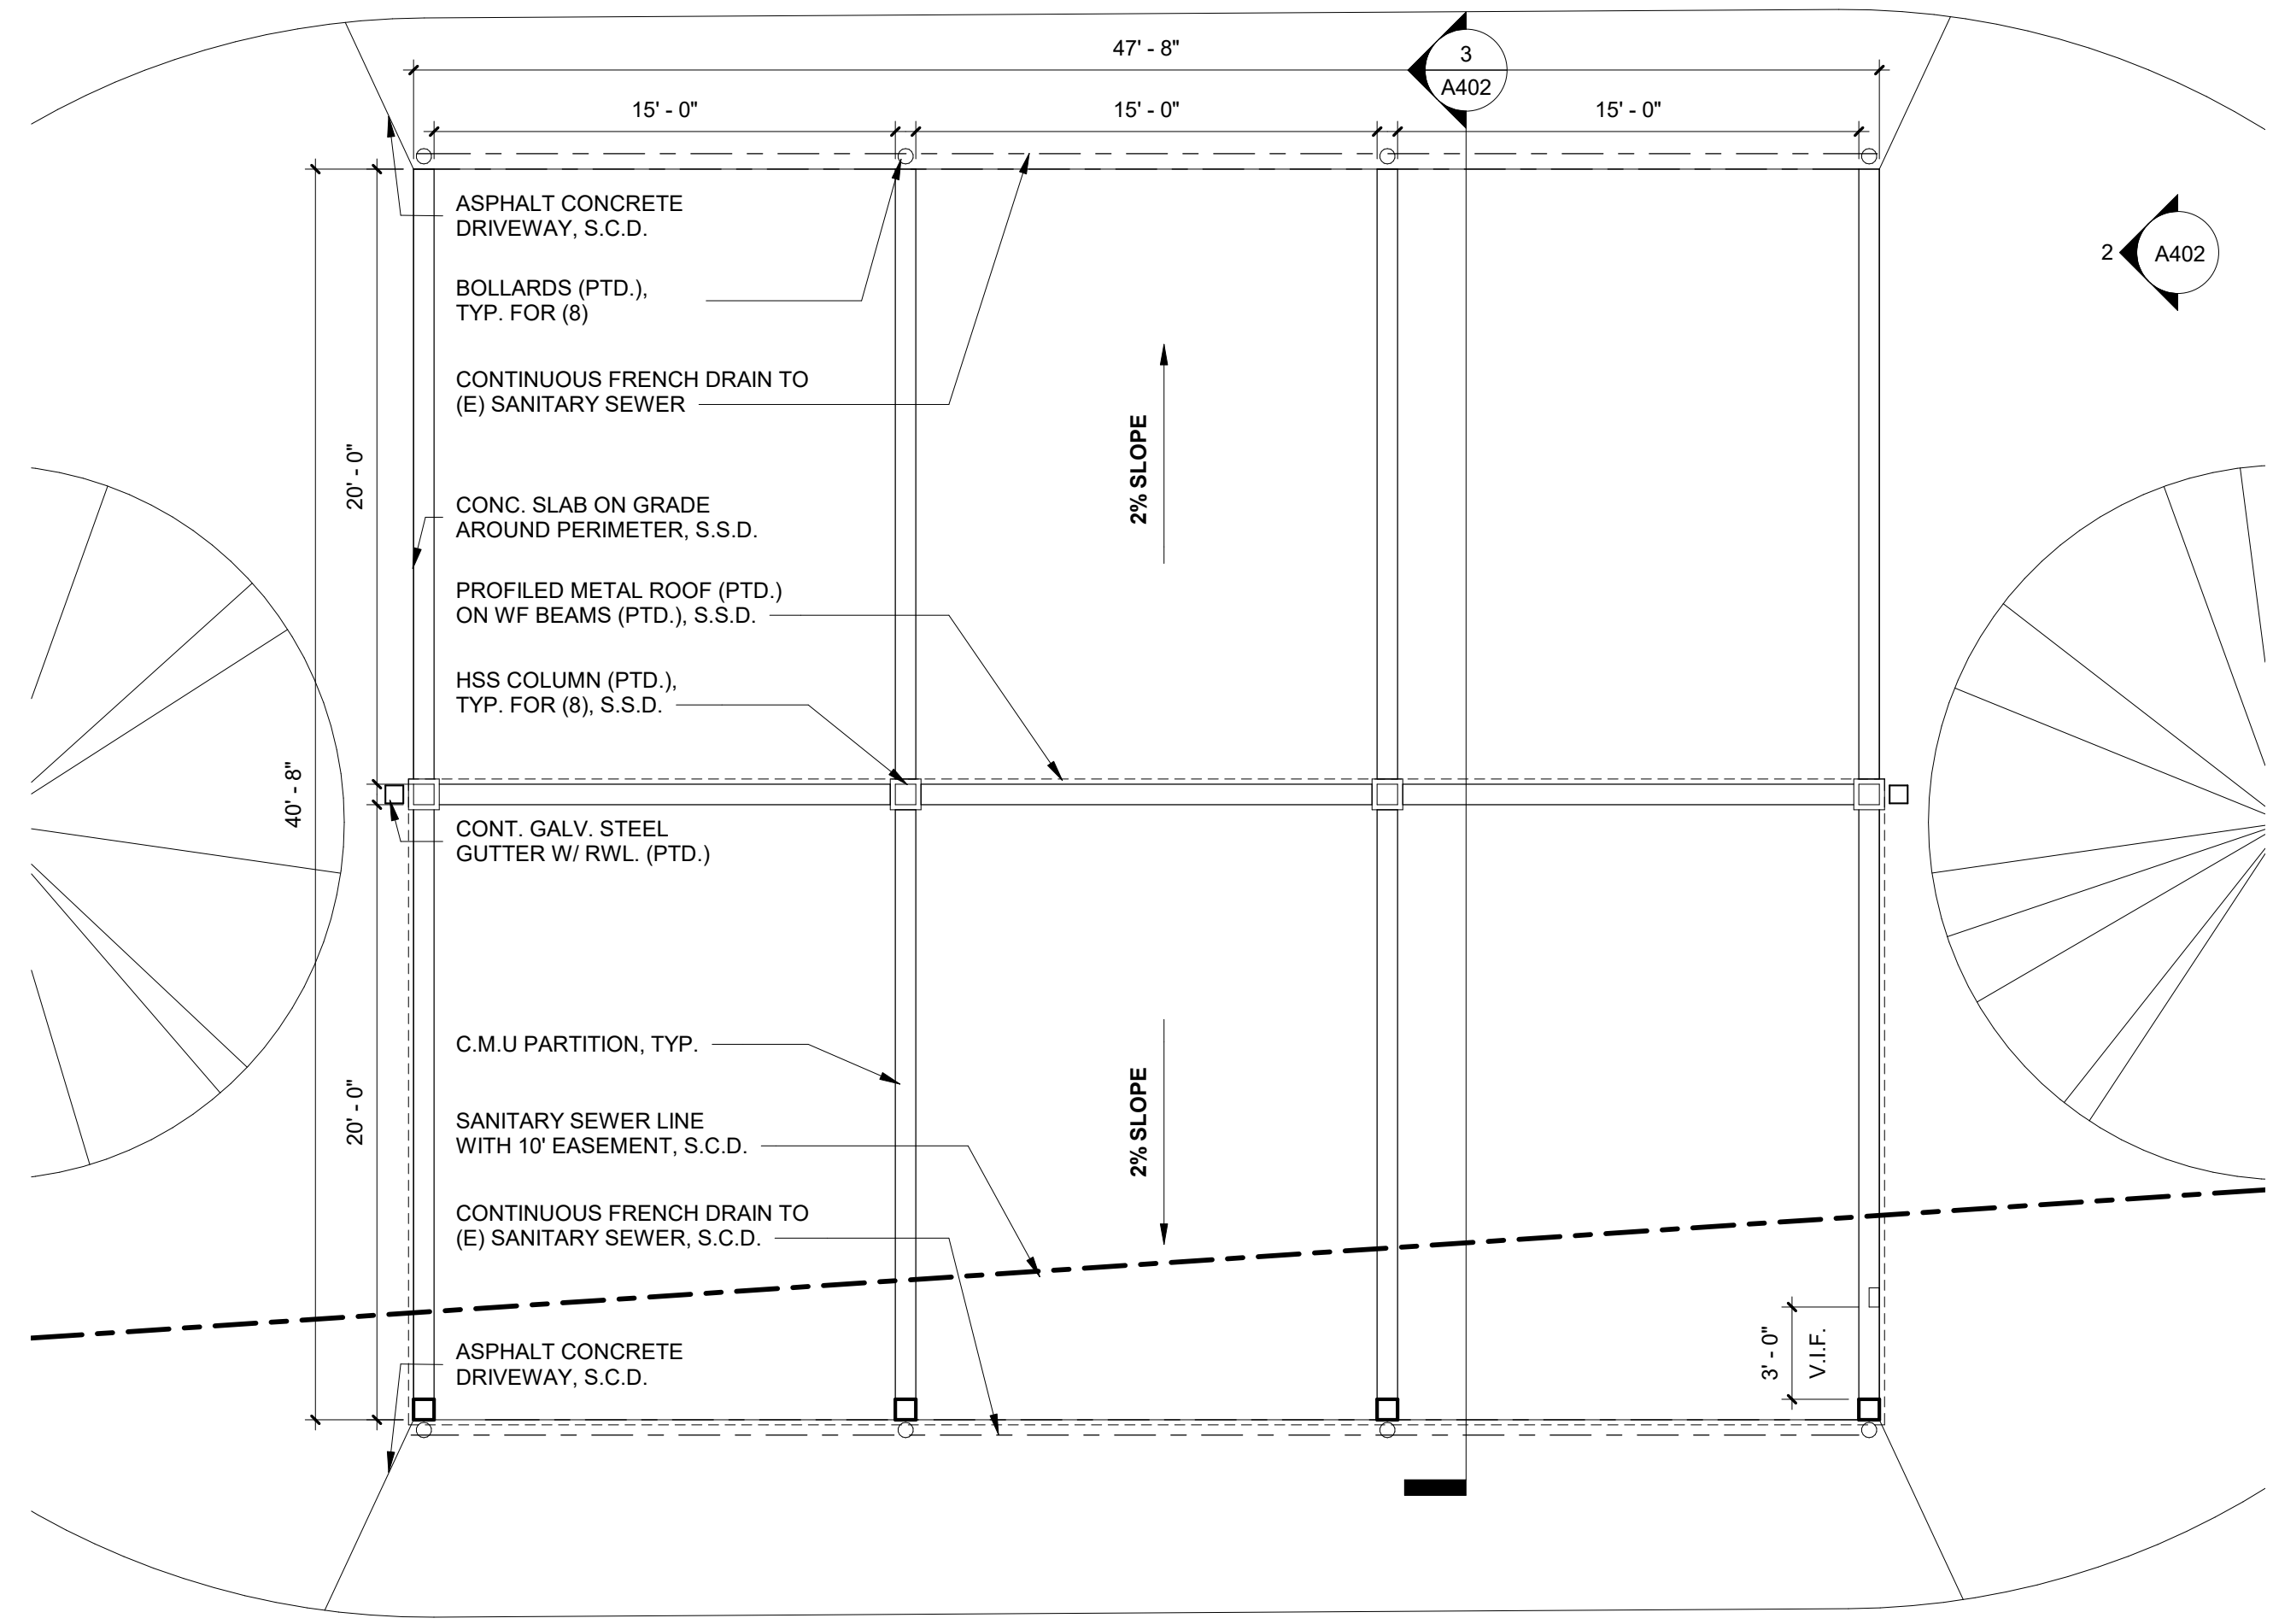 47' - 8"
3
A402
15' - 0"
15' - 0"
15' - 0"
ASPHALT CONCRETE
DRIVEWAY, S.C.D.
2
A402
BOLLARDS (PTD.),
TYP. FOR (8)
CONTINUOUS FRENCH DRAIN TO
(E) SANITARY SEWER
20' - 0"
2% SLOPE
CONC. SLAB ON GRADE
AROUND PERIMETER, S.S.D.
PROFILED METAL ROOF (PTD.)
ON WF BEAMS (PTD.), S.S.D.
HSS COLUMN (PTD.),
TYP. FOR (8), S.S.D.
40' - 8"
CONT. GALV. STEEL
GUTTER W/ RWL. (PTD.)
C.M.U PARTITION, TYP.
20' - 0"
2% SLOPE
SANITARY SEWER LINE
WITH 10' EASEMENT, S.C.D.
CONTINUOUS FRENCH DRAIN TO
(E) SANITARY SEWER, S.C.D.
ASPHALT CONCRETE
DRIVEWAY, S.C.D.
3' - 0"
V.I.F.